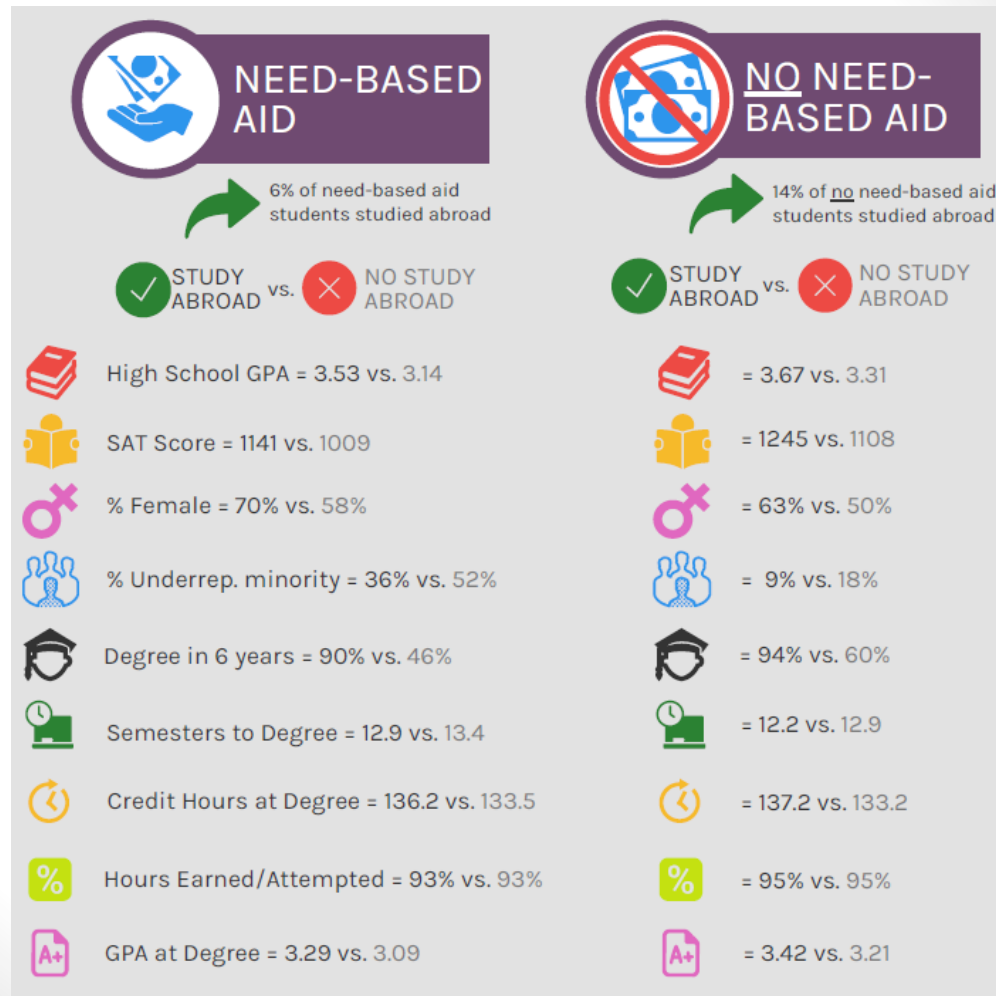 NEED-BASED
AID
6% of need-based aid
students studied abroad
STUDY
ABROAD
vs.
NO STUDY
ABROAD
High School GPA = 3.53 vs. 3.14
SAT Score = 1141 vs. 1009
% Female = 70% vs. 58%
% Underrep. minority = 36% vs. 52%
Degree in 6 years = 90% vs. 46%
Semesters to Degree = 12.9 vs. 13.4
Credit Hours at Degree = 136.2 vs. 133.5
%
Hours Earned/Attempted = 93% vs. 93%
A+
GPA at Degree = 3.29 vs. 3.09
NO NEED-
BASED AID
14% of no need-based aid
students studied abroad
STUDY
ABROAD
vs.
NO STUDY
ABROAD
= 3.67 vs. 3.31
= 1245 vs. 1108
= 63% vs. 50%
= 9% vs. 18%
= 94% vs. 60%
= 12.2 vs. 12.9
= 137.2 vs. 133.2
%
= 95% vs. 95%
A+
= 3.42 vs. 3.21